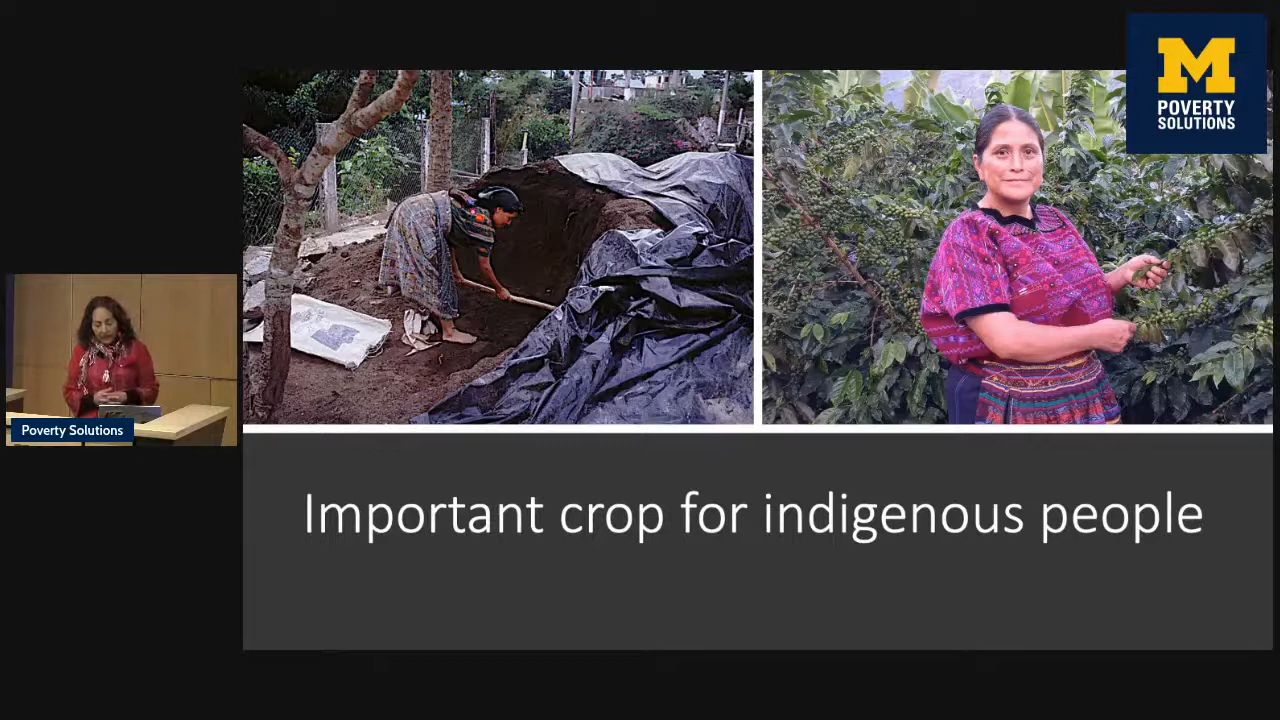 M
POVERTY
SOLUTIONS
Poverty Solutions
Important crop for indigenous people